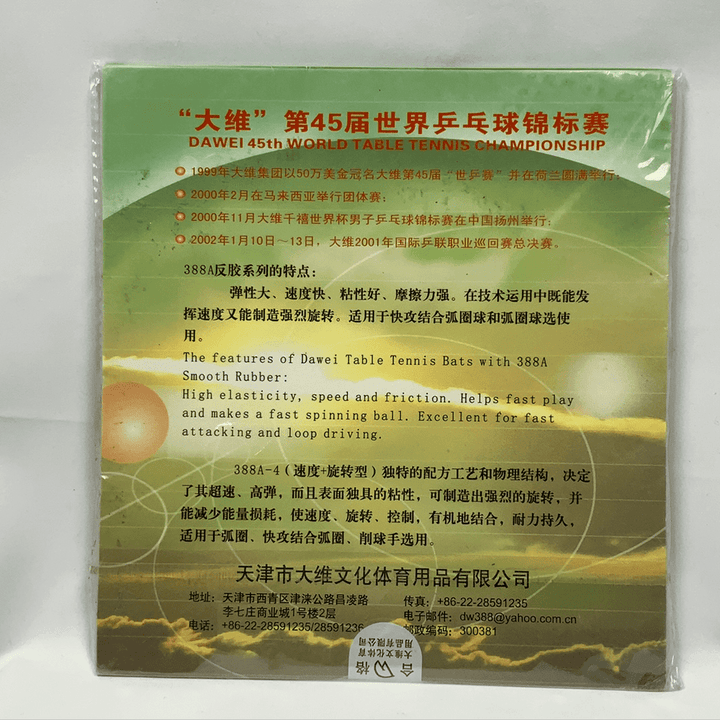 “大维”第45届世界乒乓球锦标赛
DAWEI 45th WORLD TABLE TENNIS CHAMPIONSHIP
1999年大维集团以50万美金冠名大维第45届“世乒赛”并在荷兰圆满举行;
2000年2月在马来西亚举行团体赛;
2000年11月大维千禧世界杯男子乒乓球锦标赛在中国扬州举行;
2002年1月10日～13日，大维2001年国际乒联职业巡回赛总决赛。
388A反胶系列的特点:
弹性大、速度快、粘性好、摩擦力强。在技术运用中既能发
挥速度又能制造强烈旋转。适用于快攻结合弧圈球和弧圈球选使
用。
The features of Dawei Table Tennis Bats with 388A
Smooth Rubber:
High elasticity, speed and friction. Helps fast play
and makes a fast spinning ball. Excellent for fast
attacking and loop driving.
388A-4（速度+旋转型）独特的配方工艺和物理结构，决定
了其超速、高弹，而且表面独具的粘性，可制造出强烈的旋转，并
能减少能量损耗，使速度、旋转、控制，有机地结合，耐力持久，
适用于弧圈、快攻结合弧圈、削球手选用。
天津市大维文化体育用品有限公司
地址: 天津市西青区津涞公路昌凌路
李七庄商业城1号楼2层
电话: +86-22-28591235/28591236
传真: +86-22-28591235
电子邮件: dw388@yahoo.com.cn
邮政编码: 300381
合格
大维文化体育
用品有限公司